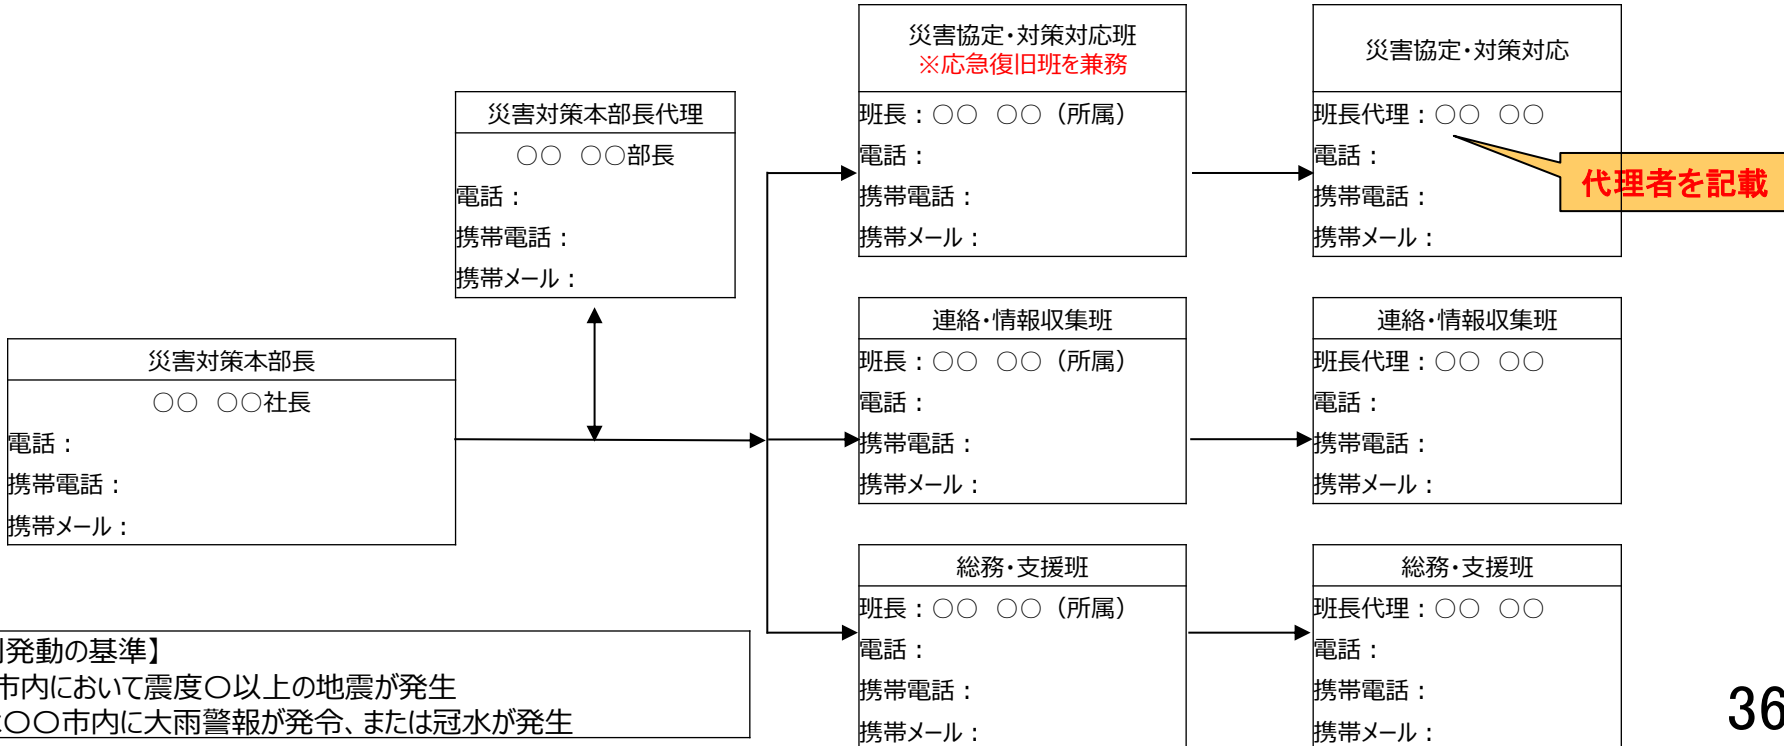 災害対策本部長
○○ ○○社長
電話：
携帯電話：
携帯メール：
災害対策本部長代理
○○ ○○部長
電話：
携帯電話：
携帯メール：
災害協定・対策対応班
※応急復旧班を兼務
班長：○○ ○○（所属）
電話：
携帯電話：
携帯メール：
災害協定・対策対応
班長代理：○○ ○○
電話：
携帯電話：
携帯メール：
代理者を記載
連絡・情報収集班
班長：○○ ○○（所属）
電話：
携帯電話：
携帯メール：
連絡・情報収集班
班長代理：○○ ○○
電話：
携帯電話：
携帯メール：
総務・支援班
班長：○○ ○○（所属）
電話：
携帯電話：
携帯メール：
総務・支援班
班長代理：○○ ○○
電話：
携帯電話：
携帯メール：
発動の基準】
市内において震度〇以上の地震が発生
〇〇市内に大雨警報が発令、または冠水が発生
36